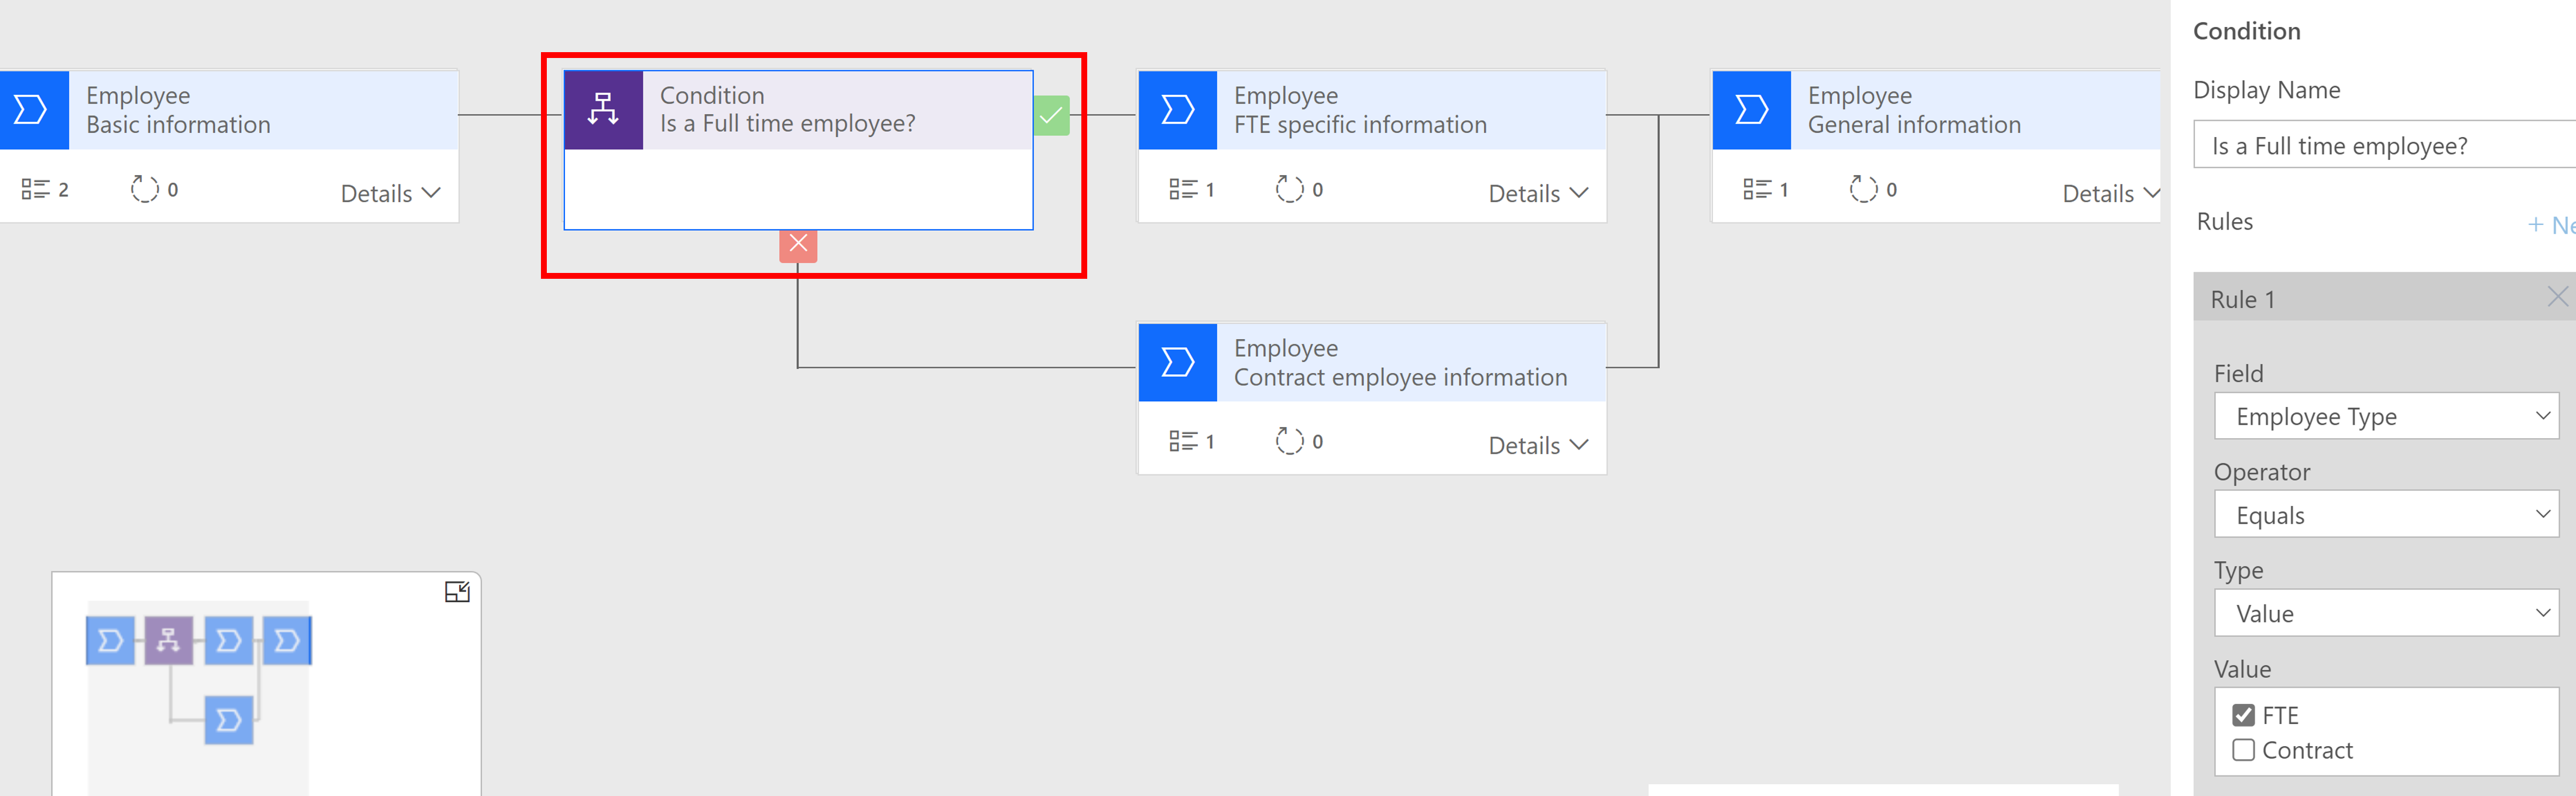 Employee
Basic information
2
0
Details
Condition
Is a Full time employee?
Employee
FTE specific information
1
0
Details
Employee
General information
1
0
Details
Employee
Contract employee information
1
0
Details
Condition
Display Name
Is a Full time employee?
Rules
+ Ne
Rule 1
Field
Employee Type
Operator
Equals
Type
Value
Value
FTE
Contract